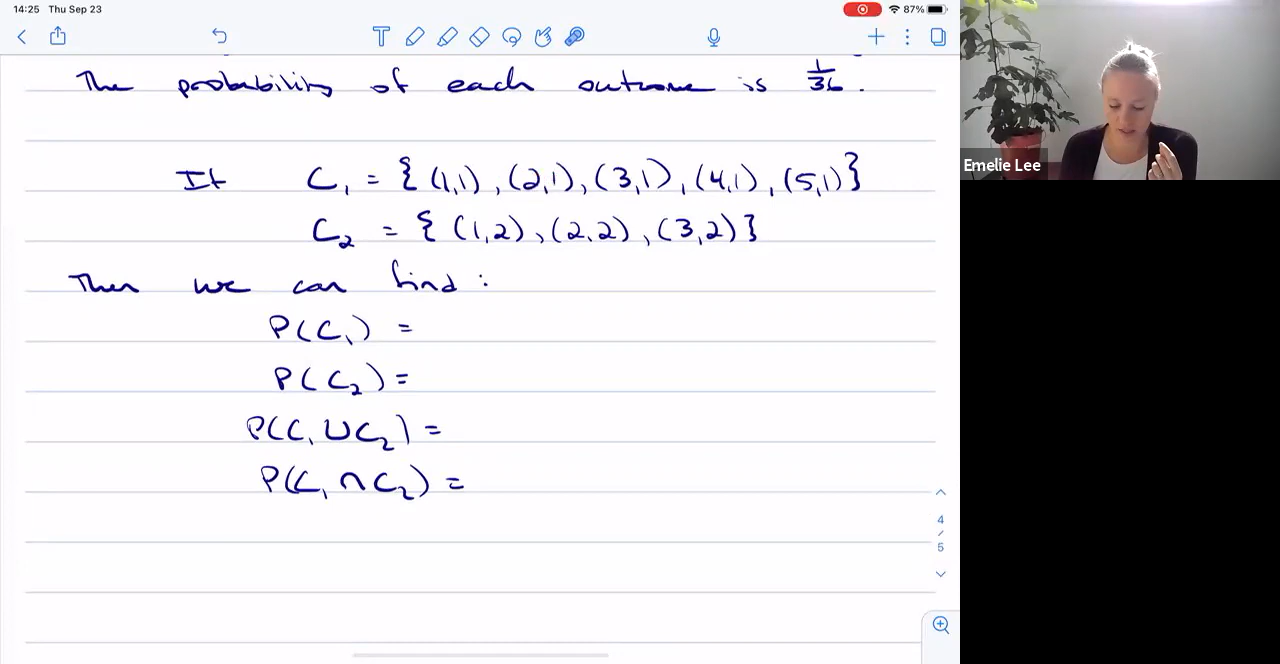 14:25 Thu Sep 23
87%
The probability of each outcome is 1/36.
If C₁ = { (1,1) , (2,1) , (3,1) , (4,1) , (5,1) }
C₂ = { (1,2) , (2,2) , (3,2) }
Then we can find :
P(C₁) =
P(C₂) =
P(C₁ ∪ C₂) =
P(C₁ ∩ C₂) =
4
/
5
Emelie Lee